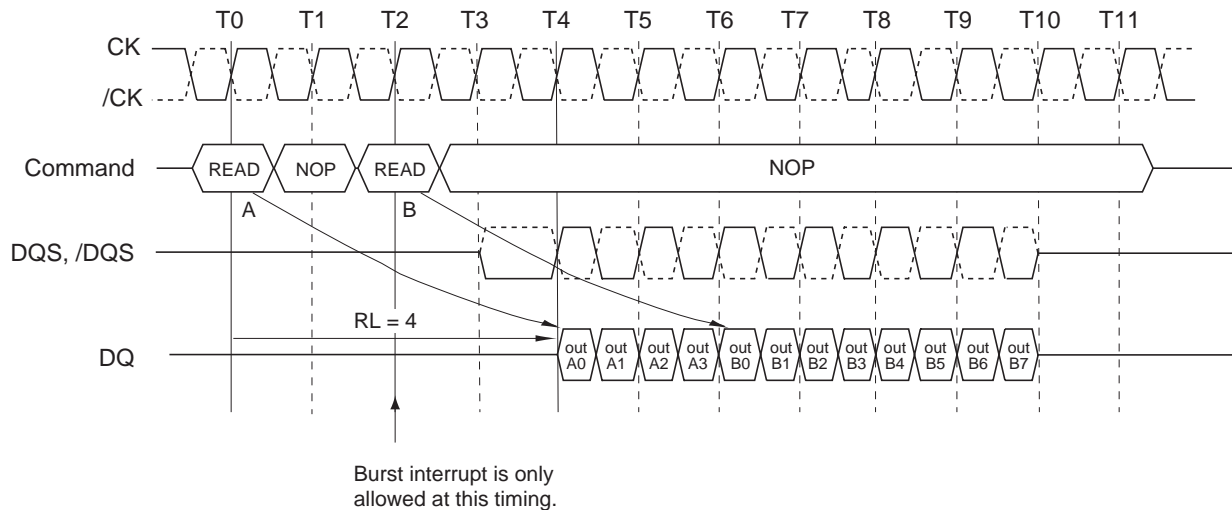 T0 T1 T2 T3 T4 T5 T6 T7 T8 T9 T10 T11
CK
/CK
Command READ NOP READ NOP
A B
DQS, /DQS
RL = 4
DQ out A0 out A1 out A2 out A3 out B0 out B1 out B2 out B3 out B4 out B5 out B6 out B7
Burst interrupt is only
allowed at this timing.